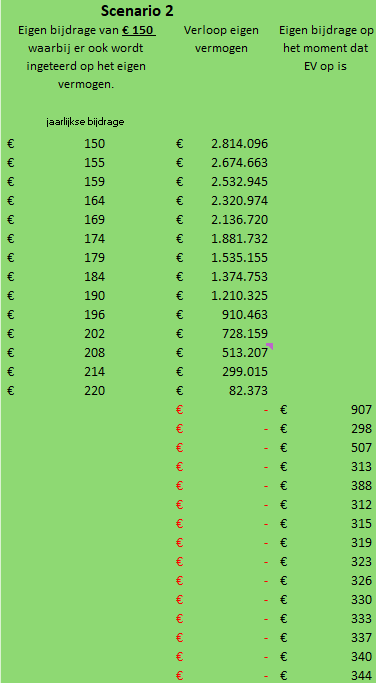 Scenario 2
Eigen bijdrage van € 150 Verloop eigen Eigen bijdrage op
waarbij er ook wordt vermogen het moment dat
ingeteerd op het eigen EV op is
vermogen.
jaarlijkse bijdrage
€ 150 € 2.814.096
€ 155 € 2.674.663
€ 159 € 2.532.945
€ 164 € 2.320.974
€ 169 € 2.136.720
€ 174 € 1.881.732
€ 179 € 1.535.155
€ 184 € 1.374.753
€ 190 € 1.210.325
€ 196 € 910.463
€ 202 € 728.159
€ 208 € 513.207
€ 214 € 299.015
€ 220 € 82.373
€ - € 907
€ - € 298
€ - € 507
€ - € 313
€ - € 388
€ - € 312
€ - € 315
€ - € 319
€ - € 323
€ - € 326
€ - € 330
€ - € 333
€ - € 337
€ - € 340
€ - € 344